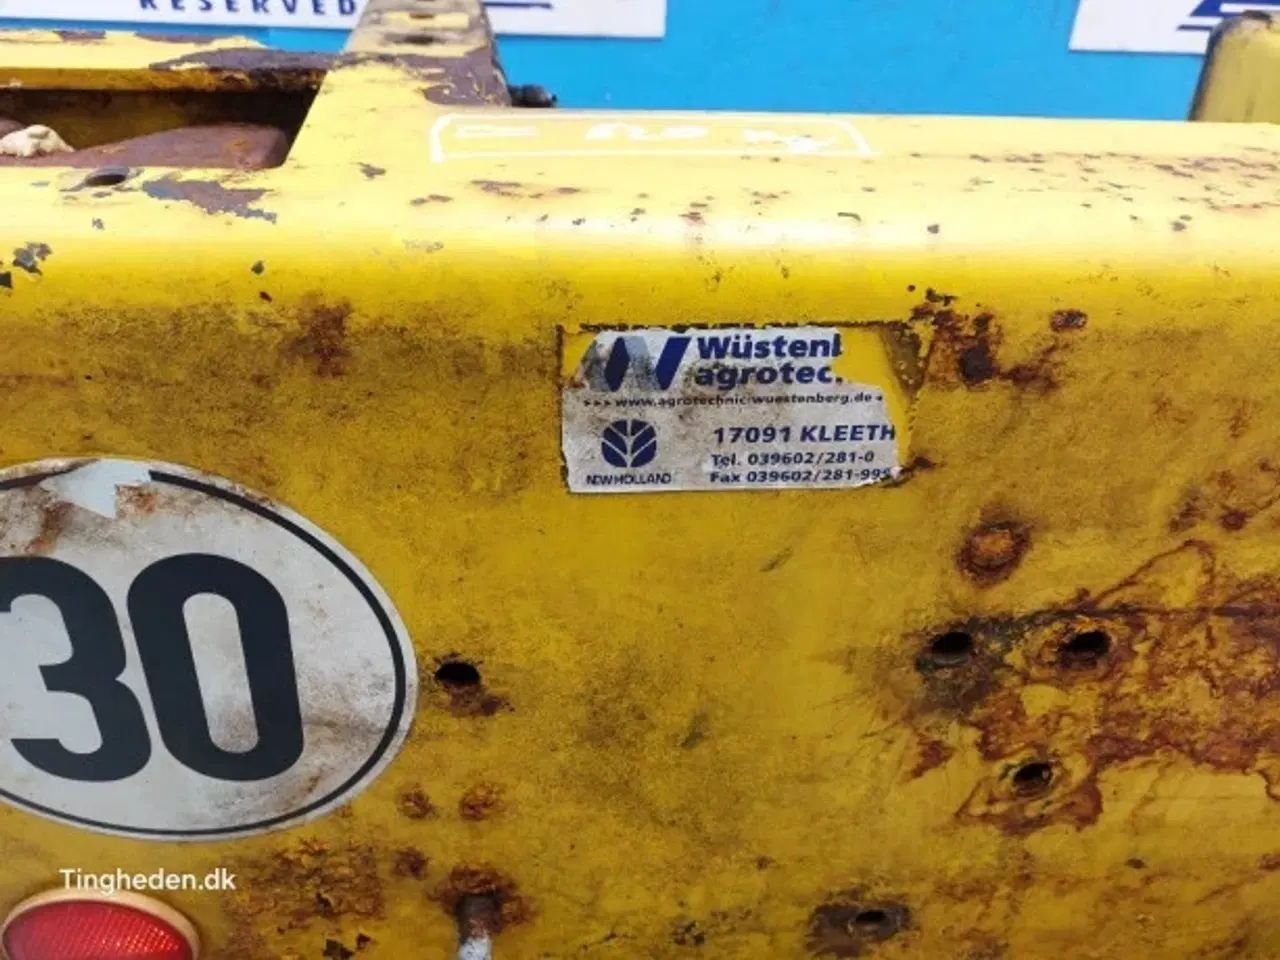 RESERVED
Wüstenb
agrotec
>>> www.agrotechnic-wuestenberg.de
NEW HOLLAND
17091 KLEETH
Tel. 039602/281-0
Fax 039602/281-995
30
Tingheden.dk